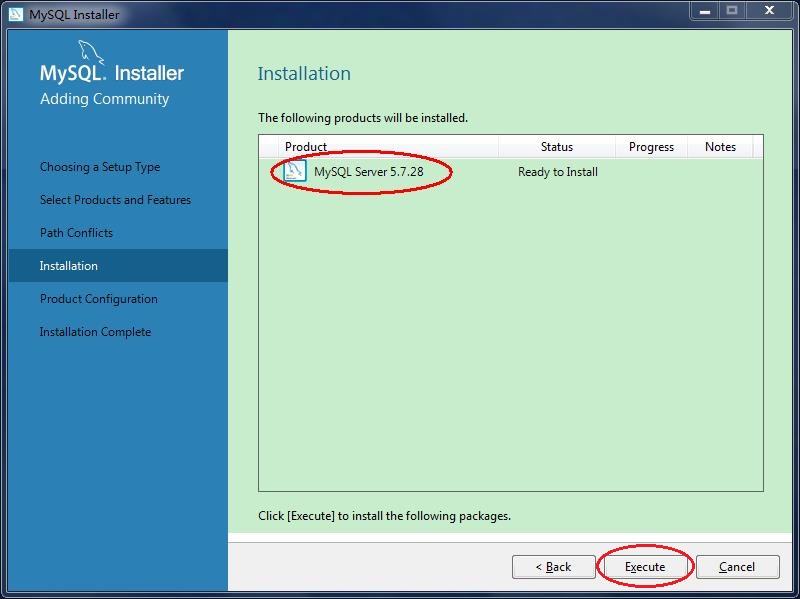 MySQL Installer
MySQL. Installer
Adding Community
Choosing a Setup Type
Select Products and Features
Path Conflicts
Installation
Product Configuration
Installation Complete
Installation
The following products will be installed.
Product Status Progress Notes
MySQL Server 5.7.28 Ready to Install
Click [Execute] to install the following packages.
< Back Execute Cancel